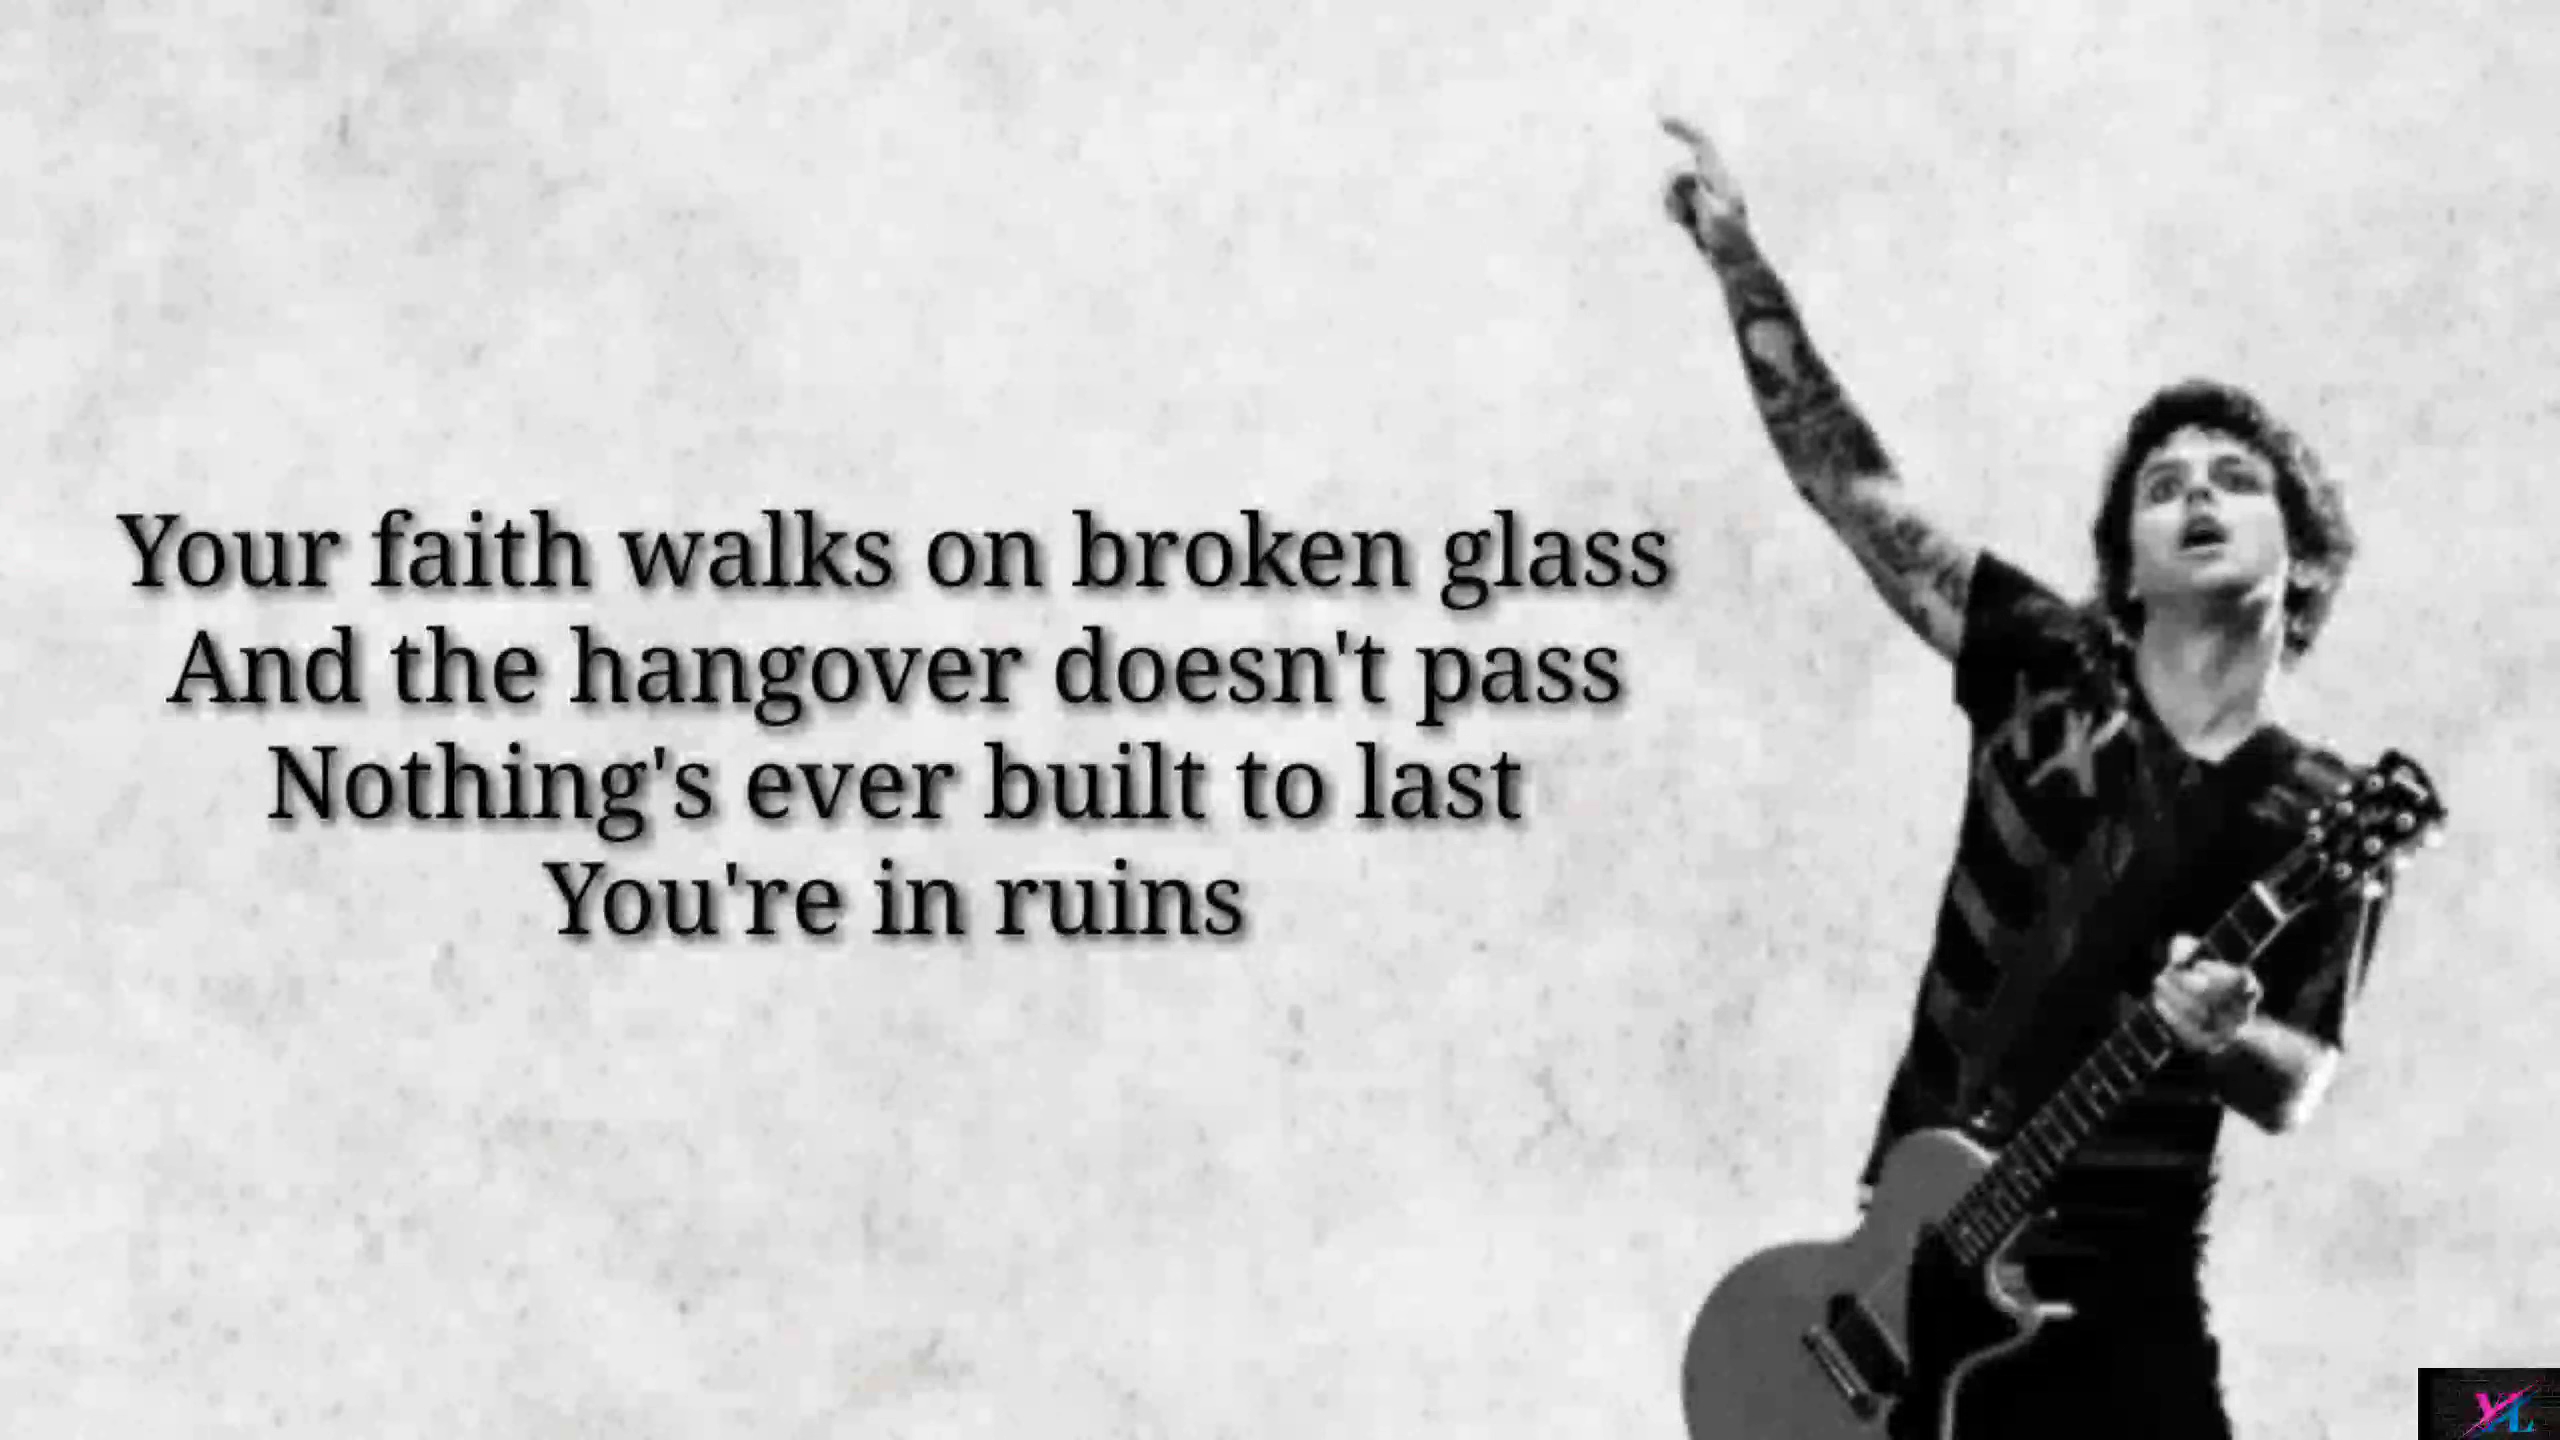 Your faith walks on broken glass
And the hangover doesn't pass
Nothing's ever built to last
You're in ruins
YL